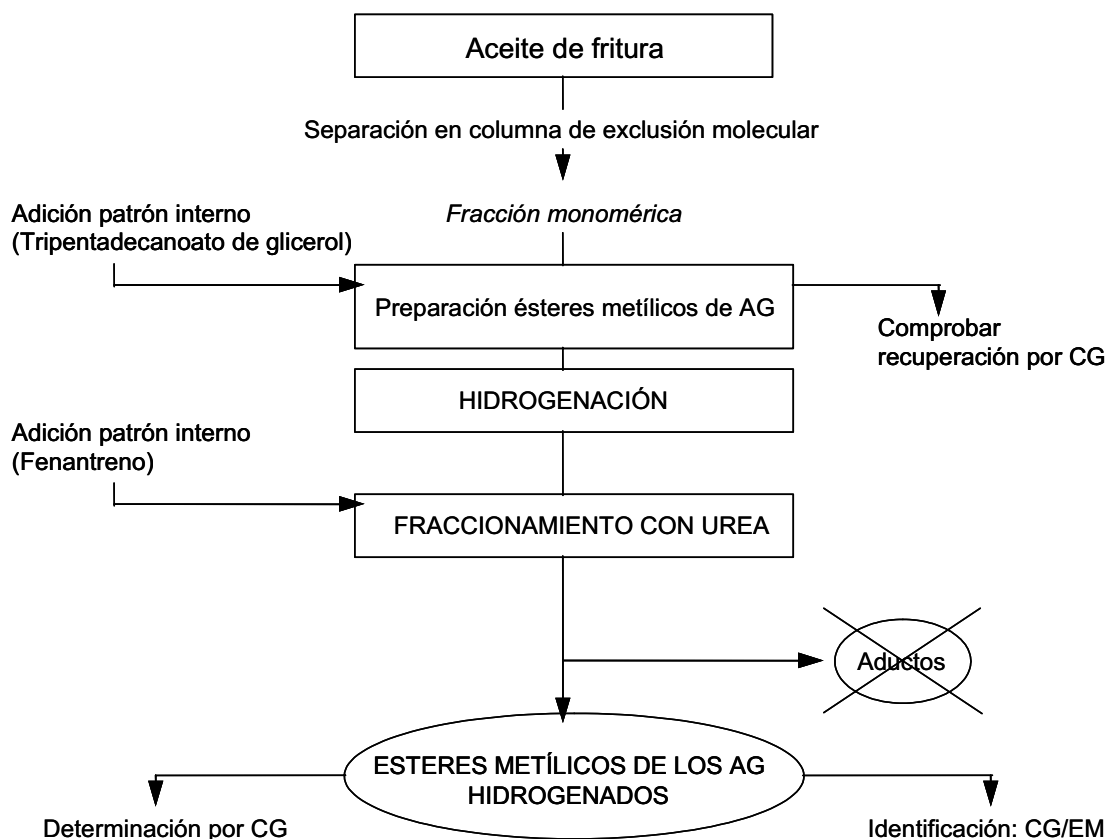 Aceite de fritura
Separación en columna de exclusión molecular
Adición patrón interno
(Tripentadecanoato de glicerol)
Fracción monomérica
Preparación ésteres metílicos de AG
Comprobar
recuperación por CG
HIDROGENACIÓN
Adición patrón interno
(Fenantreno)
FRACCIONAMIENTO CON UREA
Aductos
ESTERES METÍLICOS DE LOS AG
HIDROGENADOS
Determinación por CG
Identificación: CG/EM